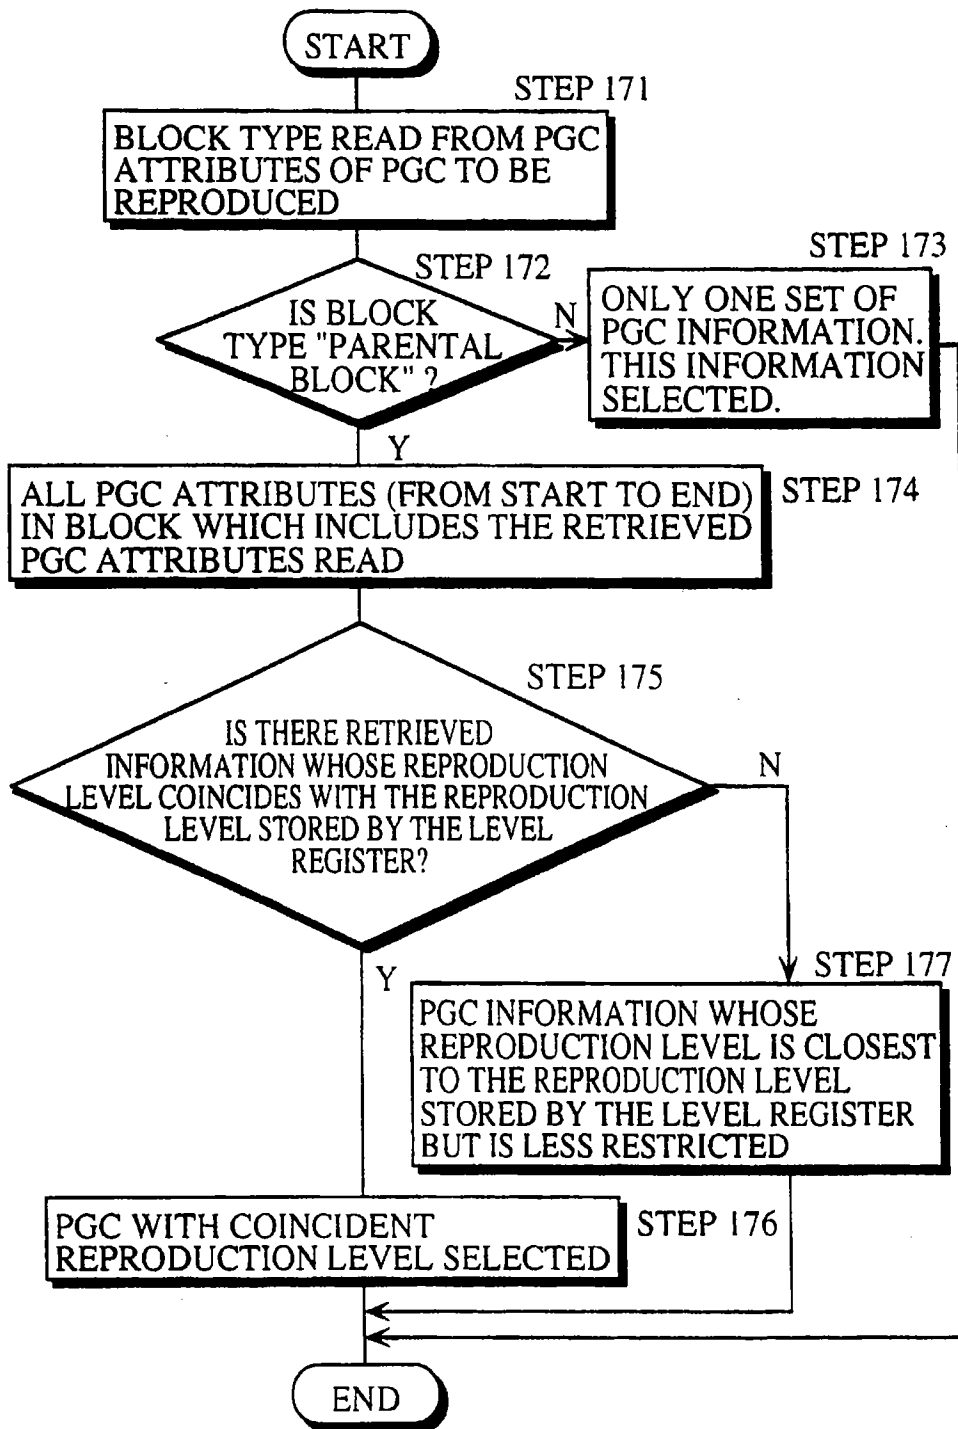 START
STEP 171
BLOCK TYPE READ FROM PGC
ATTRIBUTES OF PGC TO BE
REPRODUCED
STEP 172
IS BLOCK
TYPE "PARENTAL
BLOCK" ?
N
STEP 173
ONLY ONE SET OF
PGC INFORMATION.
THIS INFORMATION
SELECTED.
Y
ALL PGC ATTRIBUTES (FROM START TO END)
IN BLOCK WHICH INCLUDES THE RETRIEVED
PGC ATTRIBUTES READ
STEP 174
STEP 175
IS THERE RETRIEVED
INFORMATION WHOSE REPRODUCTION
LEVEL COINCIDES WITH THE REPRODUCTION
LEVEL STORED BY THE LEVEL
REGISTER?
N
Y
STEP 177
PGC INFORMATION WHOSE
REPRODUCTION LEVEL IS CLOSEST
TO THE REPRODUCTION LEVEL
STORED BY THE LEVEL REGISTER
BUT IS LESS RESTRICTED
PGC WITH COINCIDENT
REPRODUCTION LEVEL SELECTED
STEP 176
END